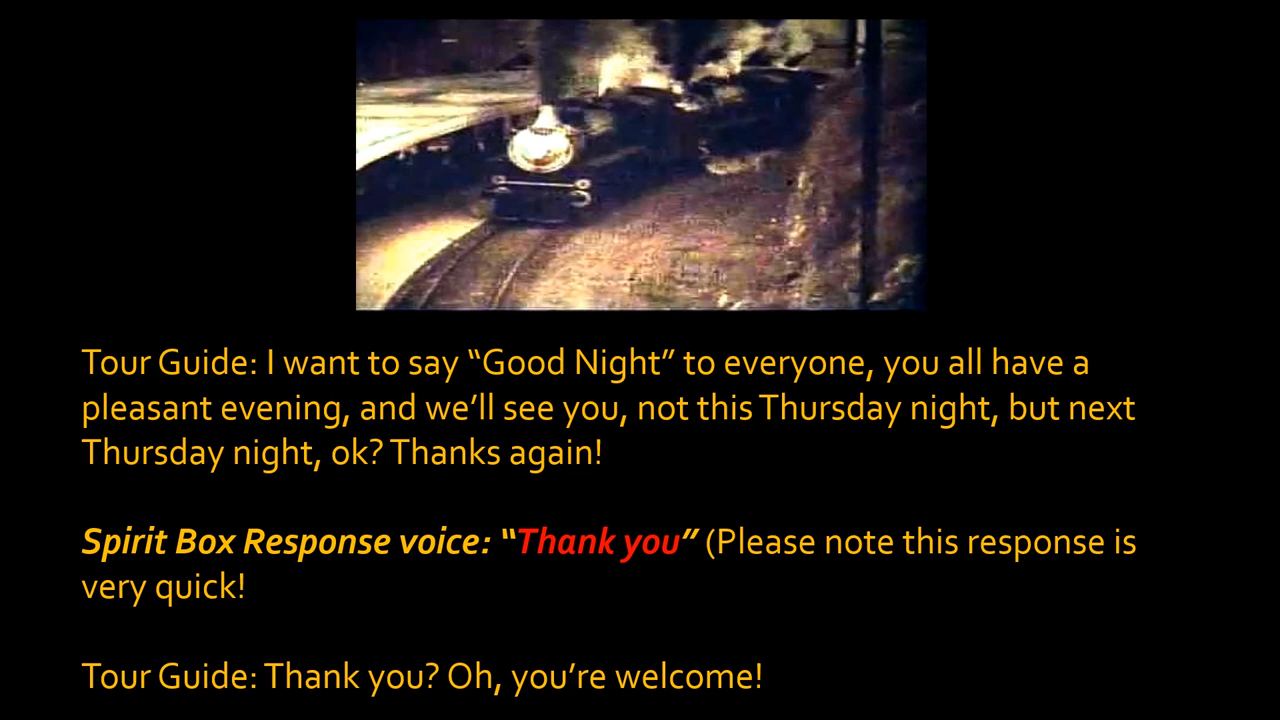 Tour Guide: I want to say “Good Night” to everyone, you all have a
pleasant evening, and we’ll see you, not this Thursday night, but next
Thursday night, ok? Thanks again!
Spirit Box Response voice: “Thank you” (Please note this response is
very quick!
Tour Guide: Thank you? Oh, you’re welcome!